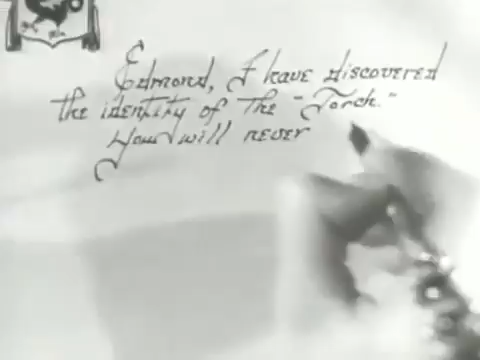 Edmond, I have discovered
the identity of the "Torch."
You will never